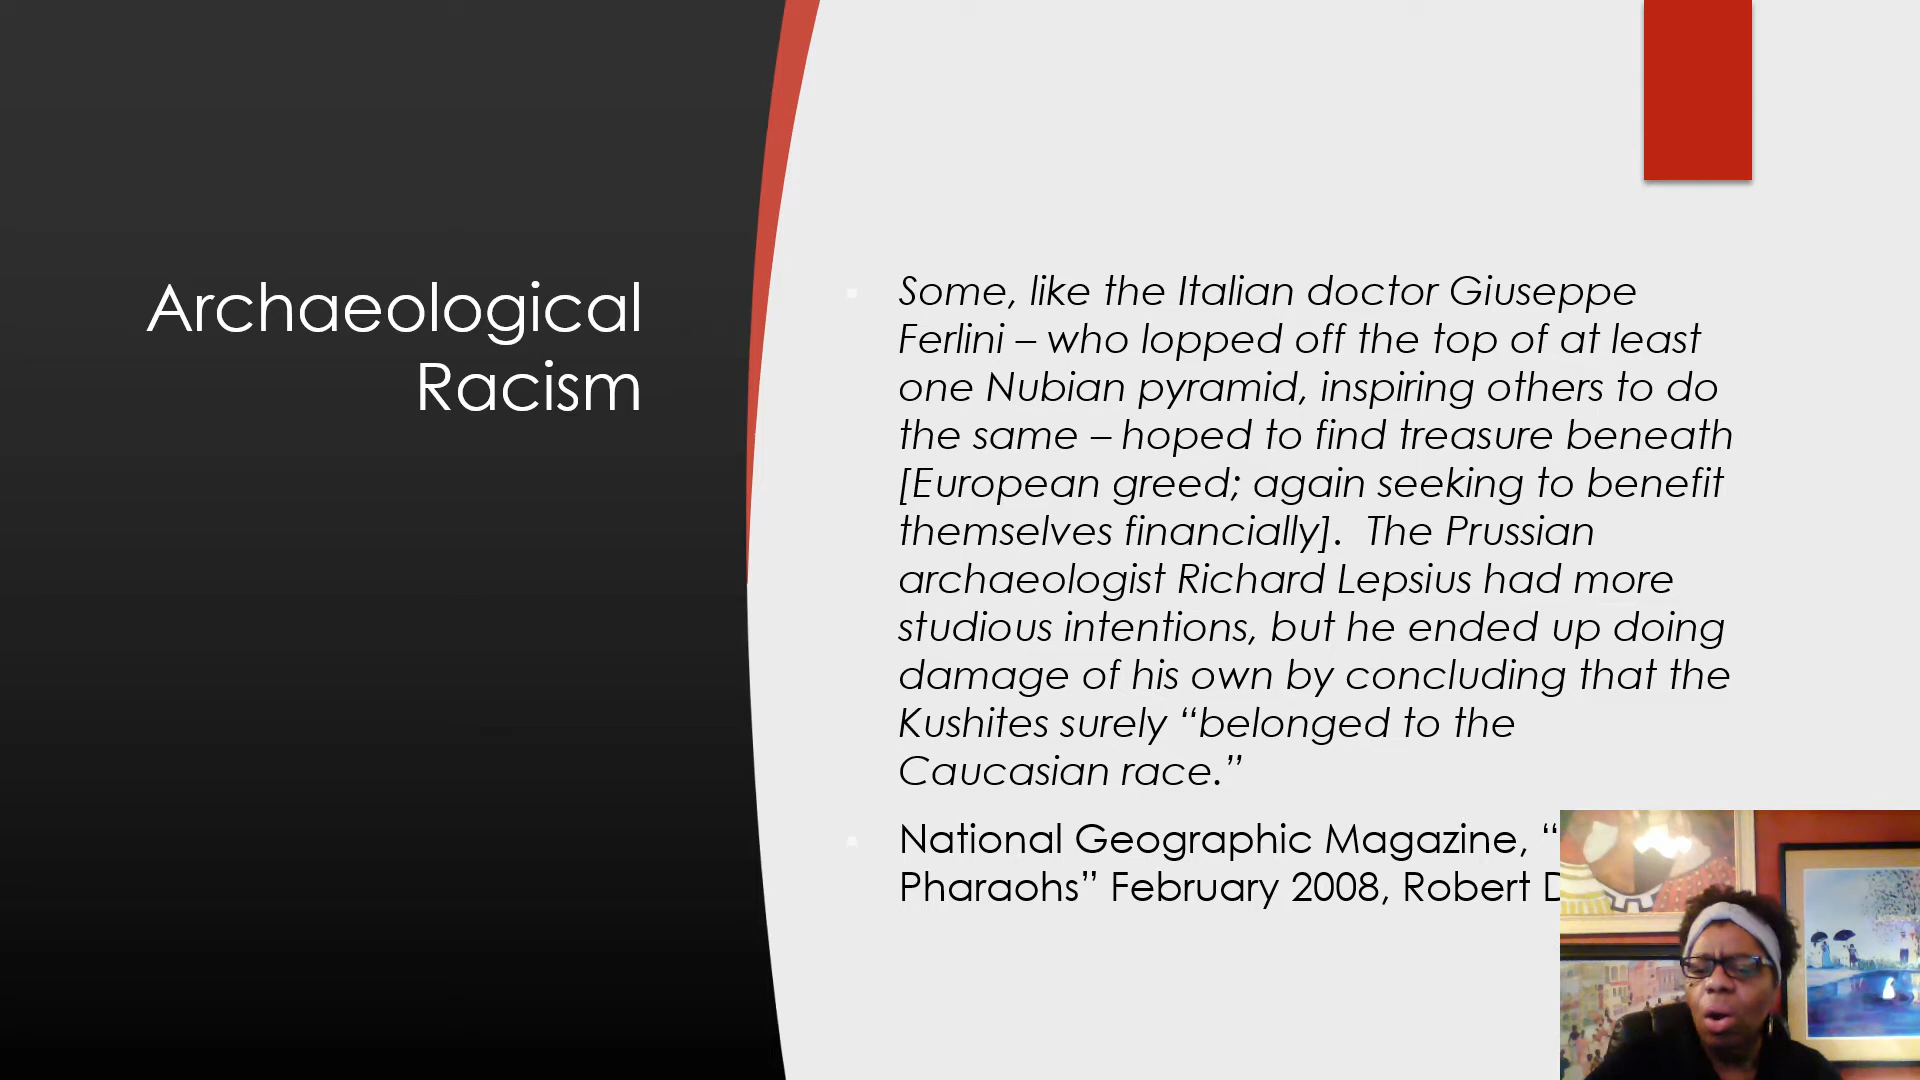 Archaeological
Racism
Some, like the Italian doctor Giuseppe
Ferlini – who lopped off the top of at least
one Nubian pyramid, inspiring others to do
the same – hoped to find treasure beneath
[European greed; again seeking to benefit
themselves financially].  The Prussian
archaeologist Richard Lepsius had more
studious intentions, but he ended up doing
damage of his own by concluding that the
Kushites surely “belonged to the
Caucasian race.”
National Geographic Magazine, “
Pharaohs” February 2008, Robert